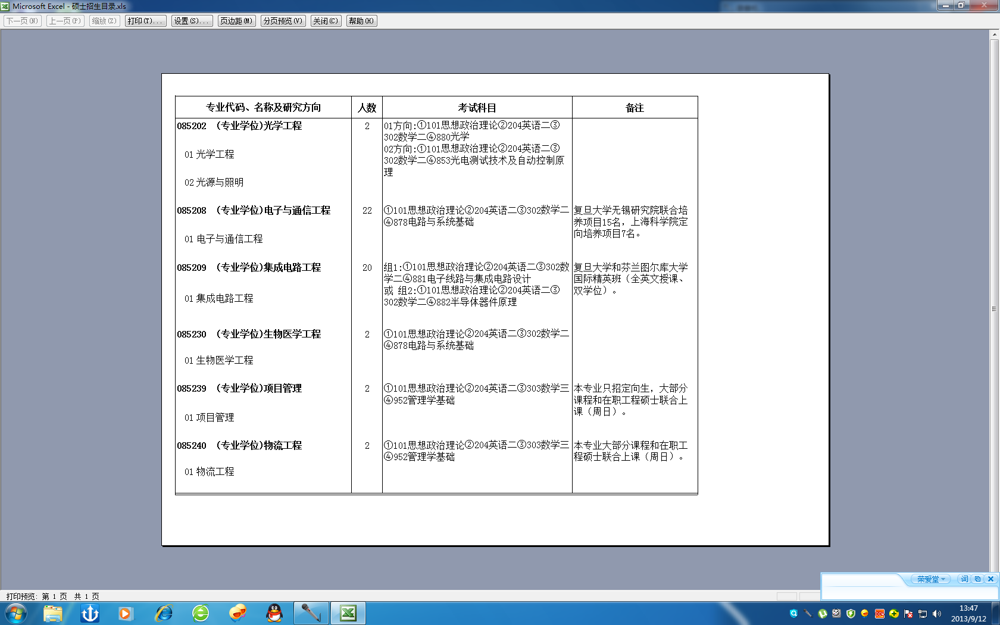 Microsoft Excel - 硕士招生目录.xls
下一页(N) 上一页(P) 缩放(Z) 打印(T)... 设置(S)... 页边距(M) 分页预览(V) 关闭(C) 帮助(H)
专业代码、名称及研究方向 人数 考试科目 备注
085202 (专业学位)光学工程 2
01方向:①101思想政治理论②204英语二③
302数学二④880光学
02方向:①101思想政治理论②204英语二③
302数学二④853光电测试技术及自动控制原
理
01 光学工程
02 光源与照明
085208 (专业学位)电子与通信工程 22
①101思想政治理论②204英语二③302数学二
④878电路与系统基础
复旦大学无锡研究院联合培
养项目15名，上海科学院定
向培养项目7名。
01 电子与通信工程
085209 (专业学位)集成电路工程 20
组1:①101思想政治理论②204英语二③302数
学二④881电子线路与集成电路设计
或 组2:①101思想政治理论②204英语二③
302数学二④882半导体器件原理
复旦大学和芬兰图尔库大学
国际精英班（全英文授课、
双学位）。
01 集成电路工程
085230 (专业学位)生物医学工程 2
①101思想政治理论②204英语二③302数学二
④878电路与系统基础
01 生物医学工程
085239 (专业学位)项目管理 2
①101思想政治理论②204英语二③303数学三
④952管理学基础
本专业只招定向生，大部分
课程和在职工程硕士联合上
课（周日）。
01 项目管理
085240 (专业学位)物流工程 2
①101思想政治理论②204英语二③303数学三
④952管理学基础
本专业大部分课程和在职工
程硕士联合上课（周日）。
01 物流工程
荣爱堂 词
打印预览: 第 1 页 共 1 页
13:47
2013/9/12